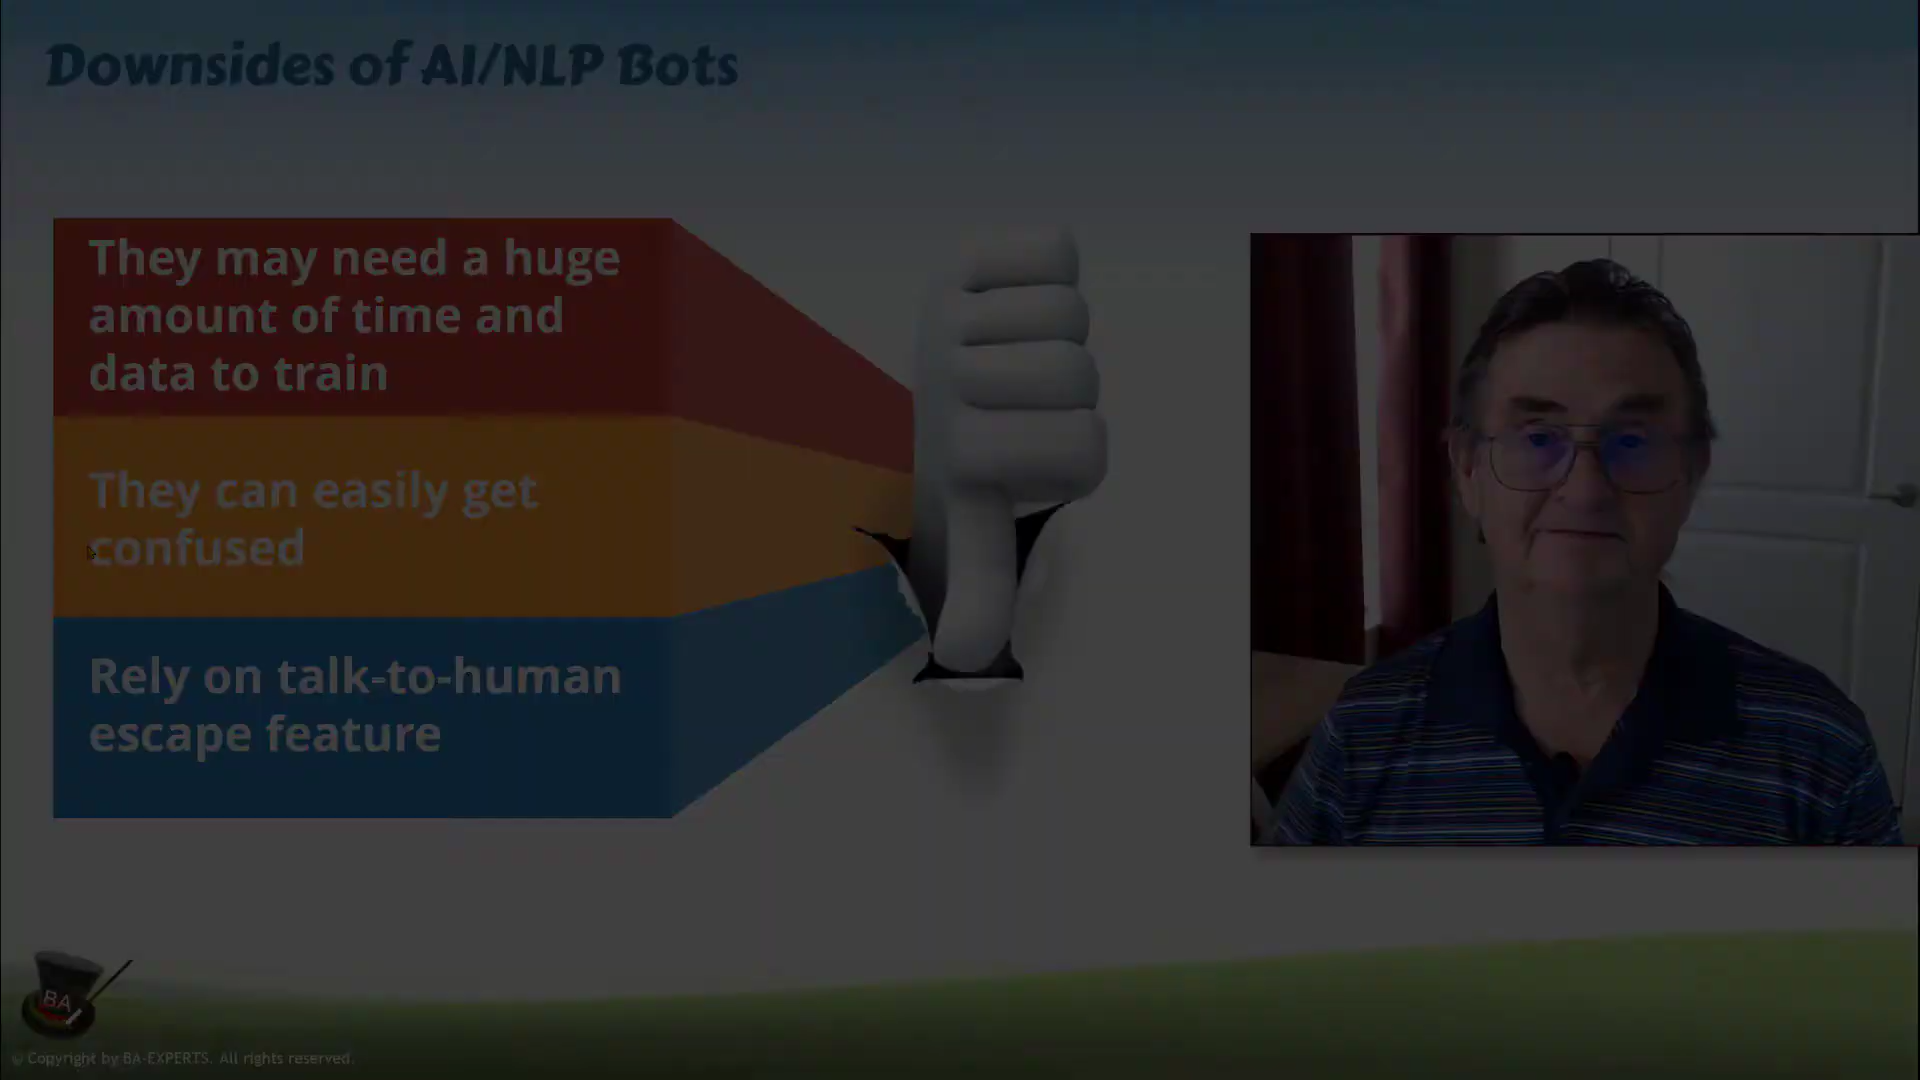 Downsides of AI/NLP Bots
They may need a huge
amount of time and
data to train
They can easily get
confused
Rely on talk-to-human
escape feature
BA
© Copyright by BA-EXPERTS. All rights reserved.